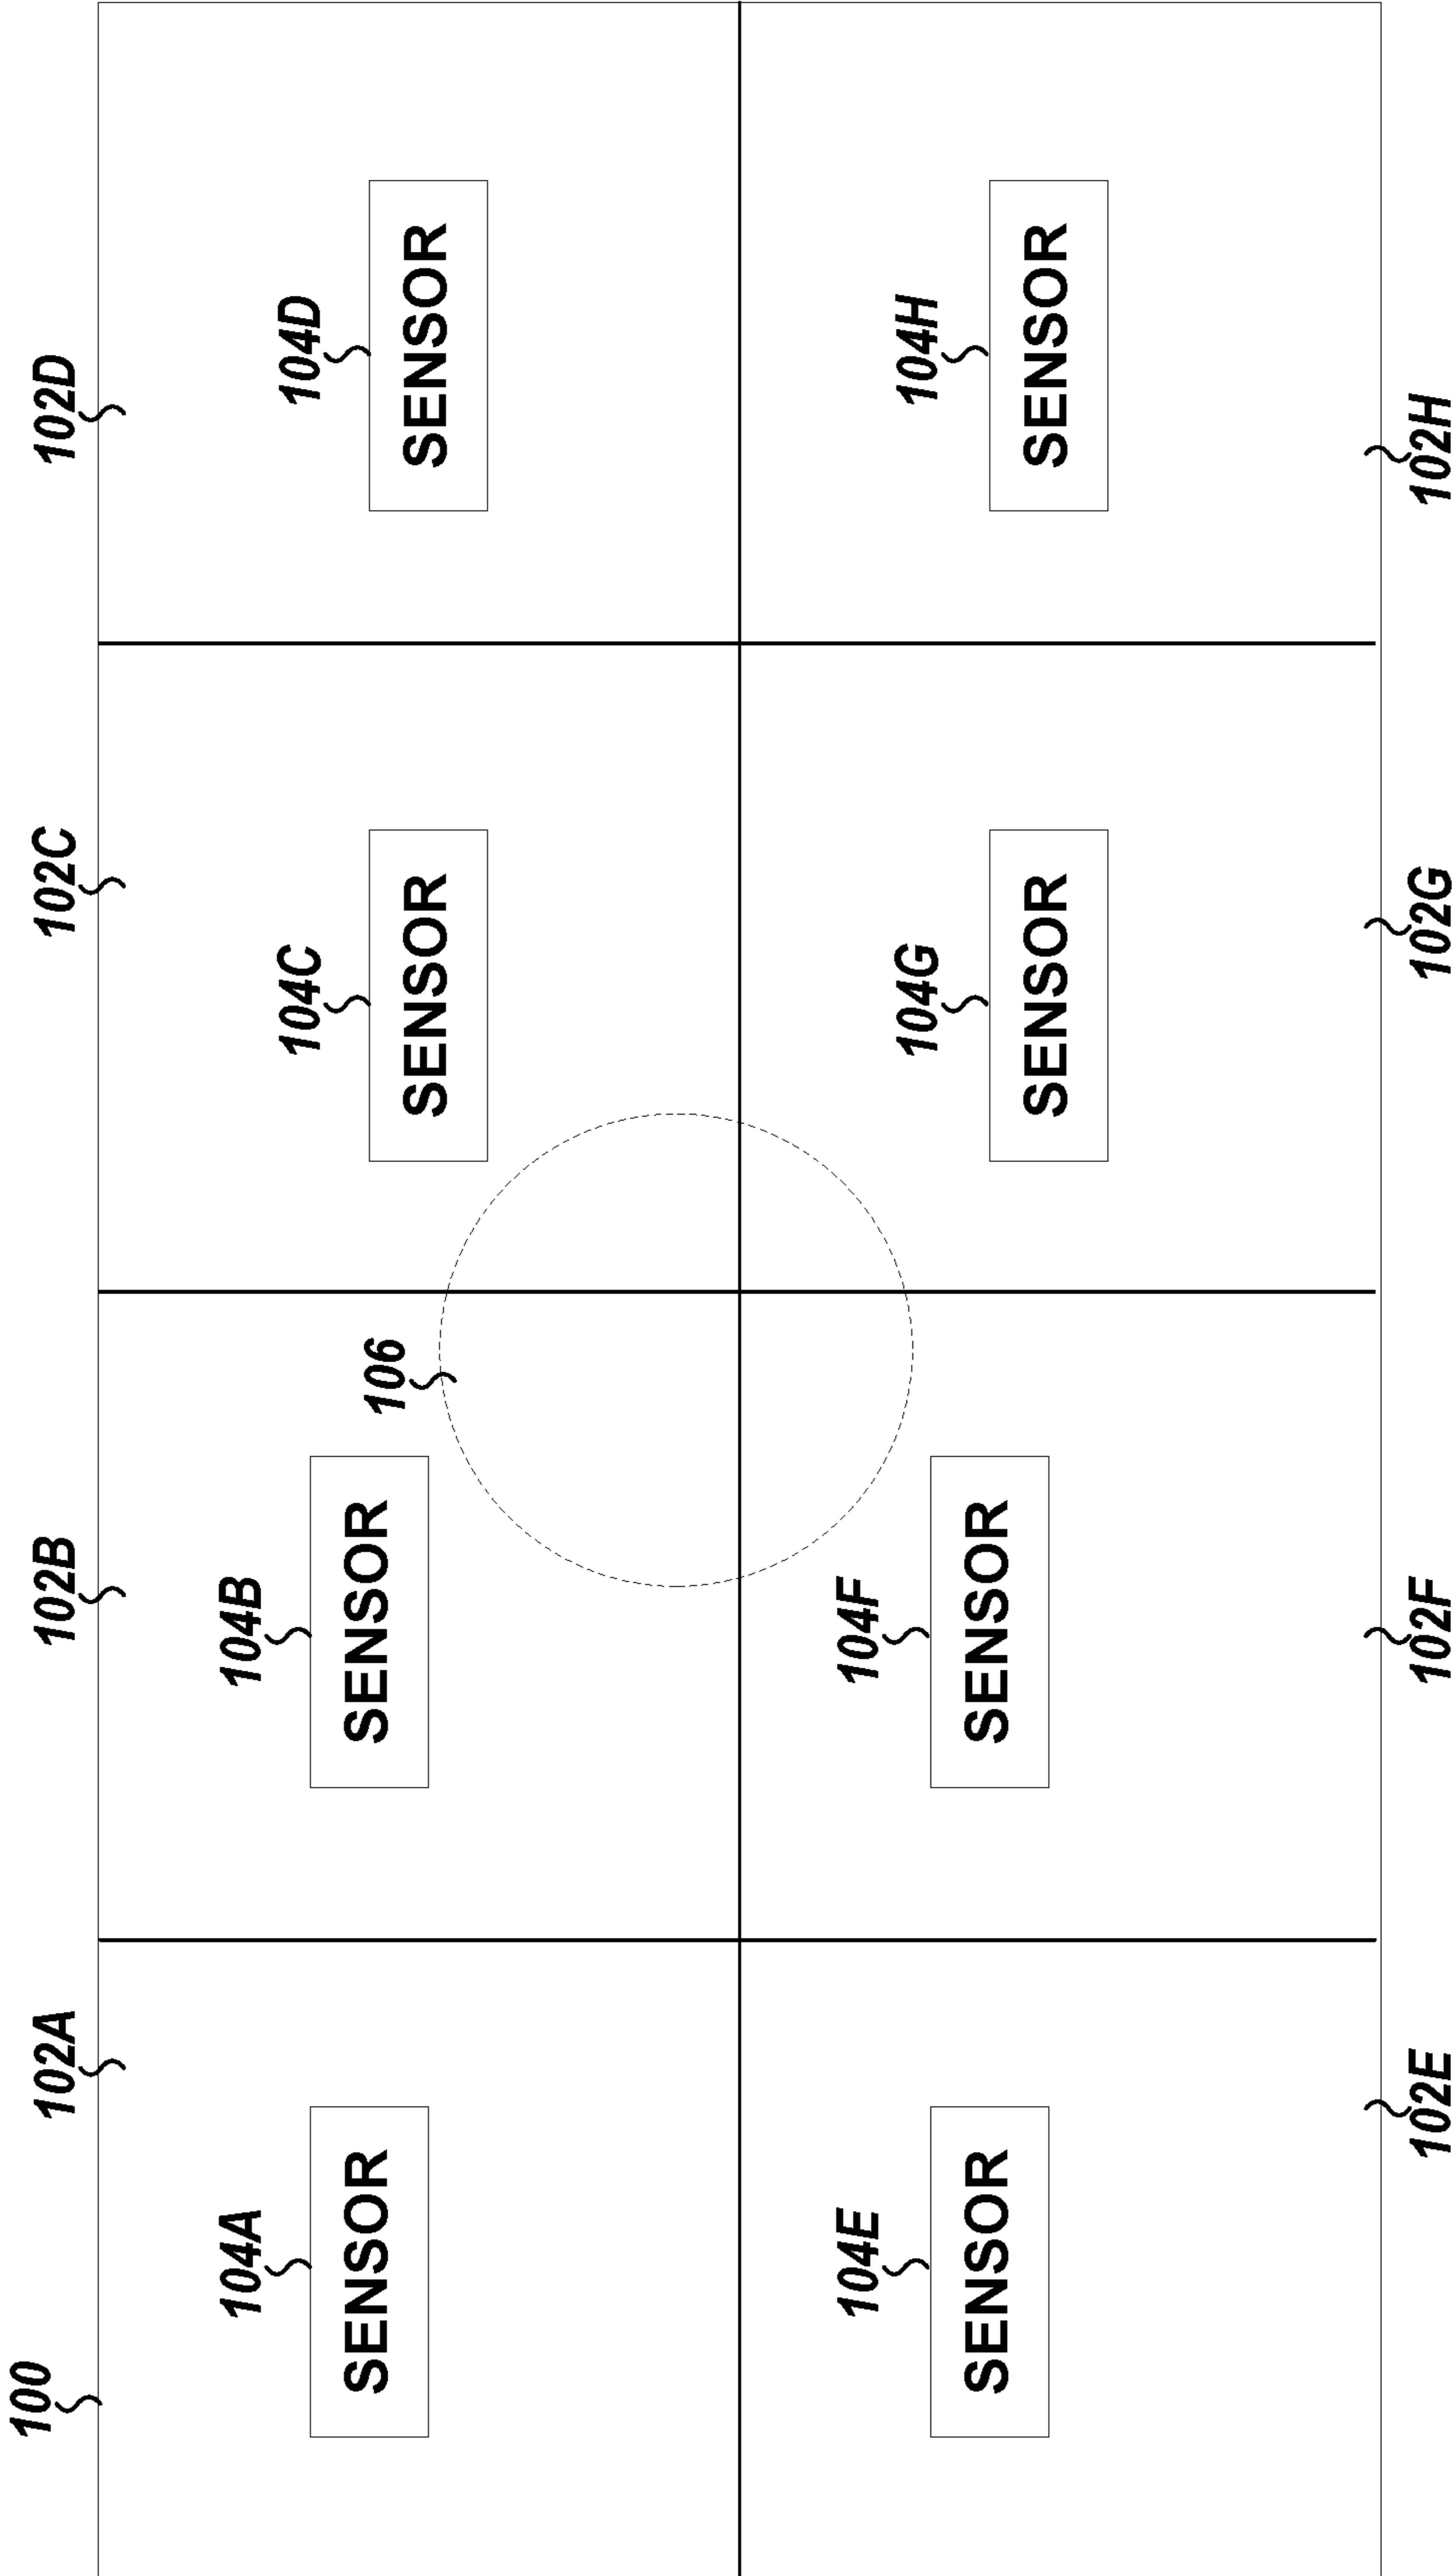 100
102A
102B
102C
102D
104A
SENSOR
104B
SENSOR
104C
SENSOR
104D
SENSOR
106
104E
SENSOR
104F
SENSOR
104G
SENSOR
104H
SENSOR
102E
102F
102G
102H